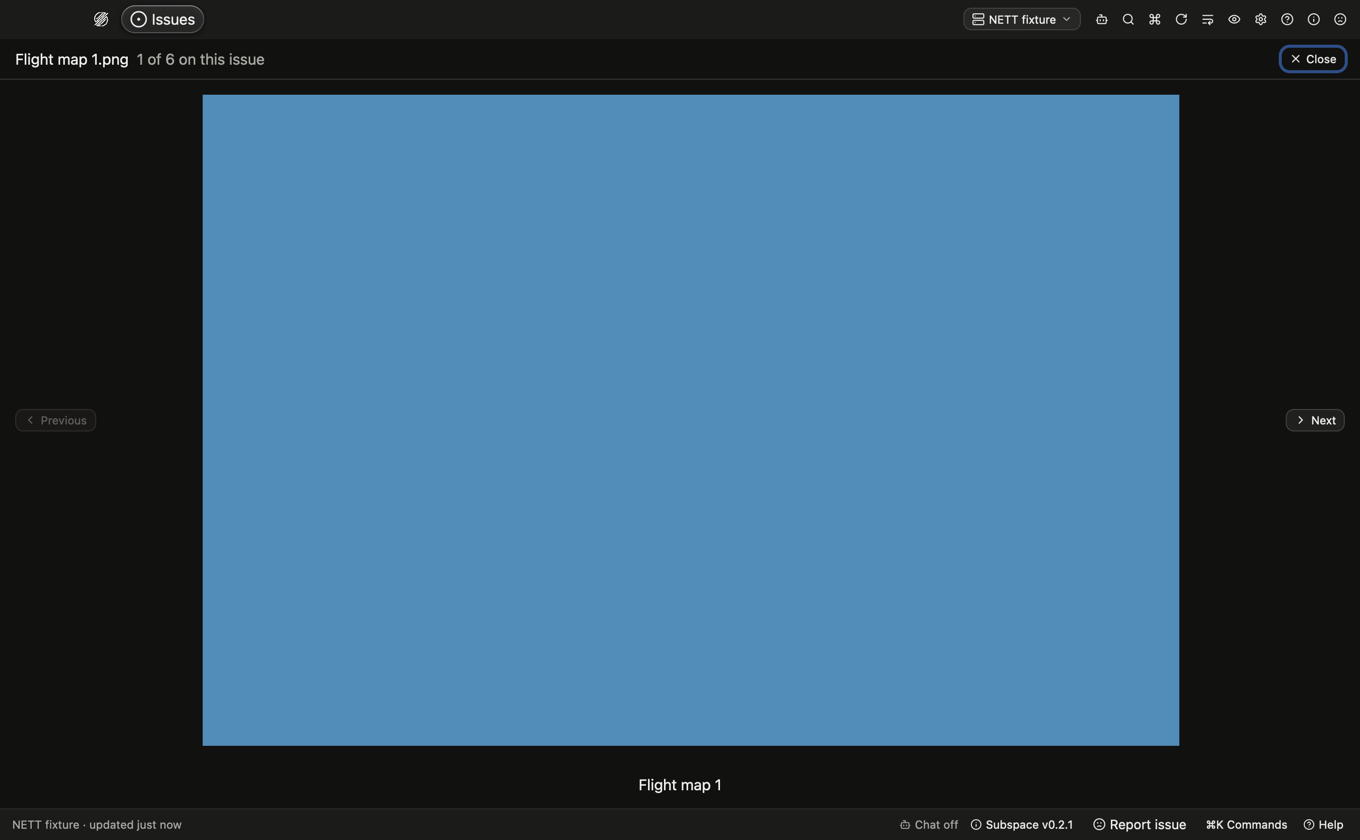 Issues
NETT fixture
Flight map 1.png 1 of 6 on this issue
Close
Previous
Next
Flight map 1
NETT fixture · updated just now
Chat off
Subspace v0.2.1
Report issue
⌘K Commands
Help